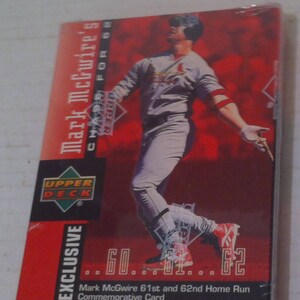 Mark McGwire's
CHASE FOR 62
UPPER
DECK
EXCLUSIVE
..60...61...62
Mark McGwire 61st and 62nd Home Run
Commemorative Card